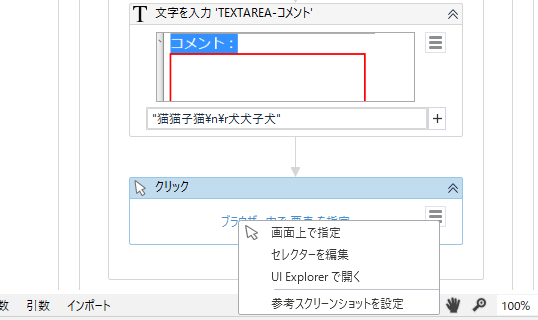 文字を入力 'TEXTAREA-コメント'
コメント：
"猫猫子猫¥n¥r犬犬子犬"
+
クリック
ブラウザー内で 要素 を指定
画面上で指定
セレクターを編集
UI Explorer で開く
参考スクリーンショットを設定
数 引数 インポート
100%